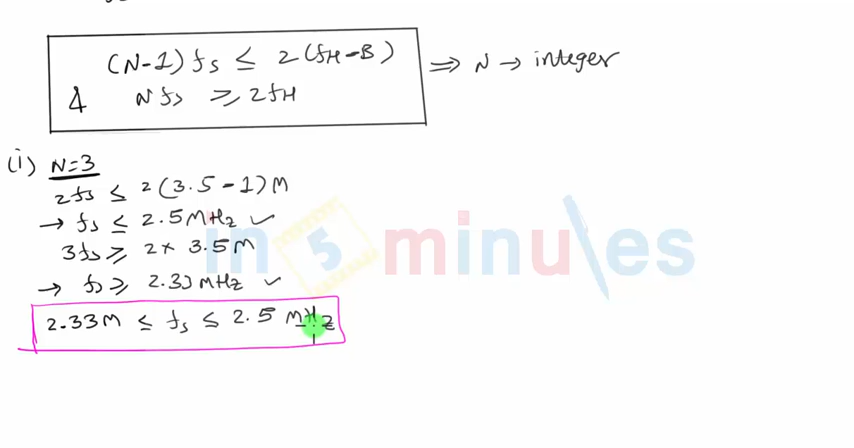 (N-1) fs ≤ 2 (fH-B)
& N fs ≥ 2fH
⇒ N → integer
(i) N=3
2fs ≤ 2(3.5-1)M
→ fs ≤ 2.5MHz ✓
3fs ≥ 2× 3.5M
→ fs ≥ 2.33 MHz ✓
2.33M ≤ fs ≤ 2.5 MHz
in 5 minutes